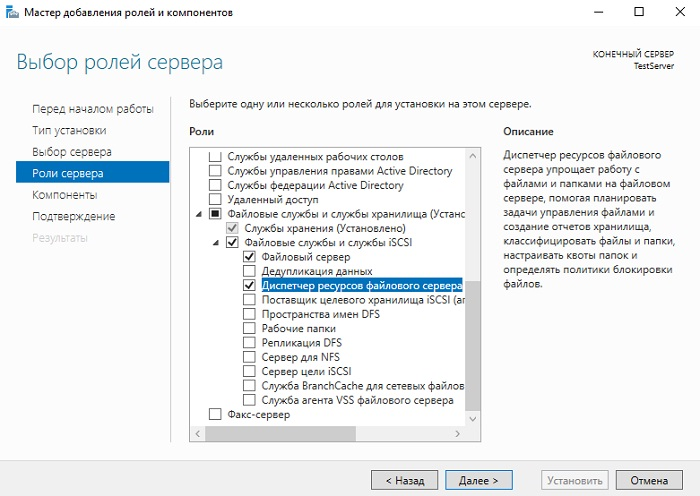 Мастер добавления ролей и компонентов
Выбор ролей сервера
КОНЕЧНЫЙ СЕРВЕР
TestServer
Перед началом работы
Тип установки
Выбор сервера
Роли сервера
Компоненты
Подтверждение
Результаты
Выберите одну или несколько ролей для установки на этом сервере.
Роли
Службы удаленных рабочих столов
Службы управления правами Active Directory
Службы федерации Active Directory
Удаленный доступ
Файловые службы и службы хранилища (Устано
Службы хранения (Установлено)
Файловые службы и службы iSCSI
Файловый сервер
Дедупликация данных
Диспетчер ресурсов файлового сервера
Поставщик целевого хранилища iSCSI (ап
Пространства имен DFS
Рабочие папки
Репликация DFS
Сервер для NFS
Сервер цели iSCSI
Служба BranchCache для сетевых файлов
Служба агента VSS файлового сервера
Факс-сервер
Описание
Диспетчер ресурсов файлового
сервера упрощает работу с
файлами и папками на файловом
сервере, помогая планировать
задачи управления файлами и
создание отчетов хранилища,
классифицировать файлы и папки,
настраивать квоты папок и
определять политики блокировки
файлов.
< Назад
Далее >
Установить
Отмена